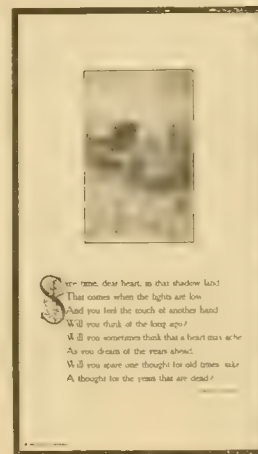 Some time, dear heart, in that shadow land
That comes when the lights are low
And you feel the touch of another hand
Will you think of the long ago?
Will you sometimes think that a heart may ache
As you dream of the years ahead.
Will you spare one thought for old times sake
A thought for the years that are dead?